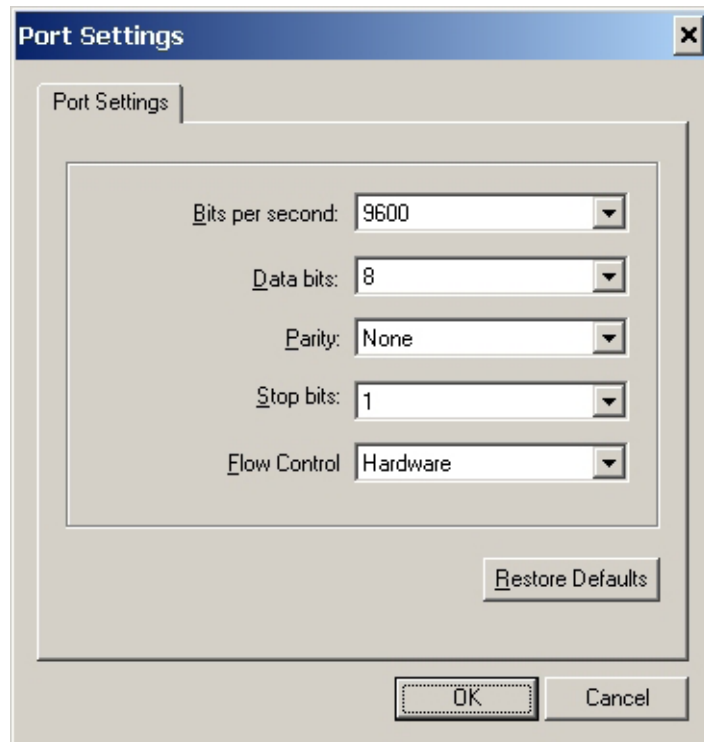 Port Settings
Port Settings
Bits per second: 9600
Data bits: 8
Parity: None
Stop bits: 1
Flow Control Hardware
Restore Defaults
OK Cancel